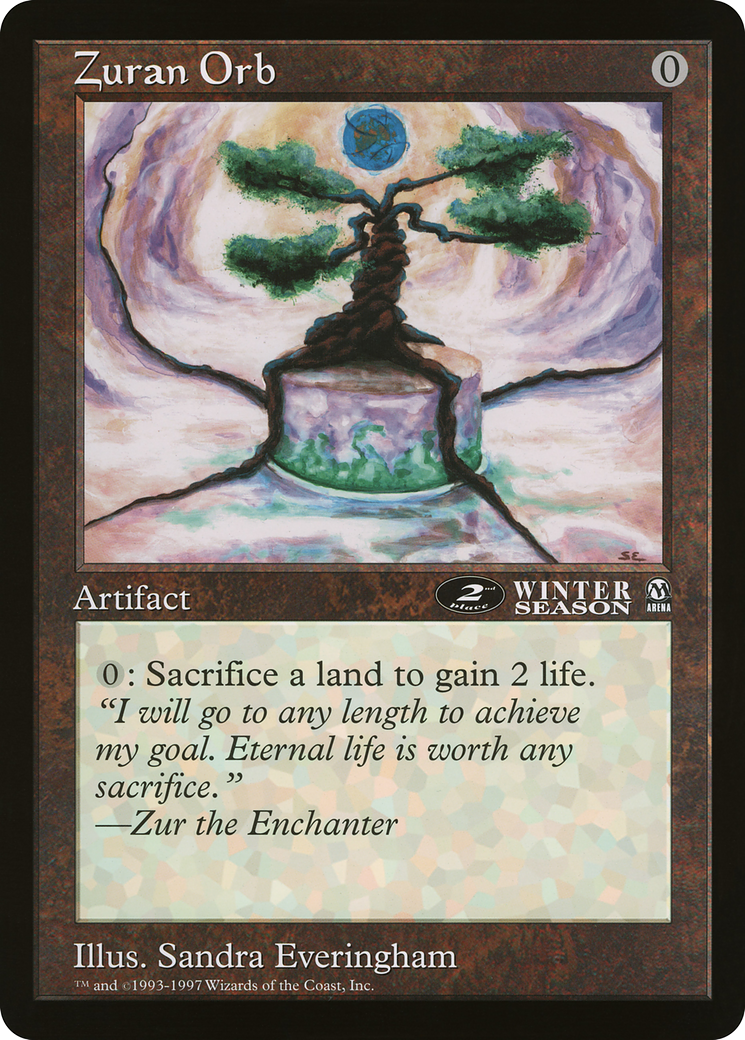 Zuran Orb 0
SE
Artifact 2nd place WINTER SEASON M ARENA
0: Sacrifice a land to gain 2 life.
“I will go to any length to achieve
my goal. Eternal life is worth any
sacrifice.”
—Zur the Enchanter
Illus. Sandra Everingham
™ and ©1993-1997 Wizards of the Coast, Inc.